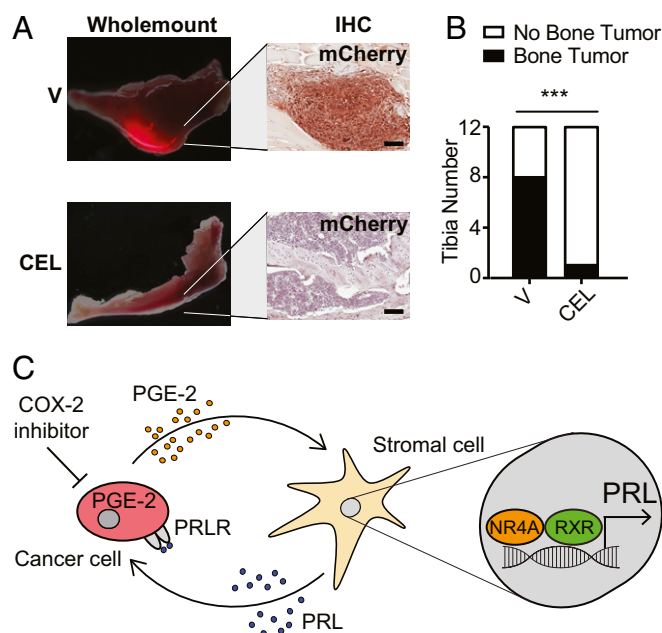 A
Wholemount
IHC
V
mCherry
CEL
mCherry
B
No Bone Tumor
Bone Tumor
***
Tibia Number
12
8
4
0
V
CEL
C
COX-2
inhibitor
PGE-2
PGE-2
PRLR
Cancer cell
PRL
Stromal cell
NR4A
RXR
PRL